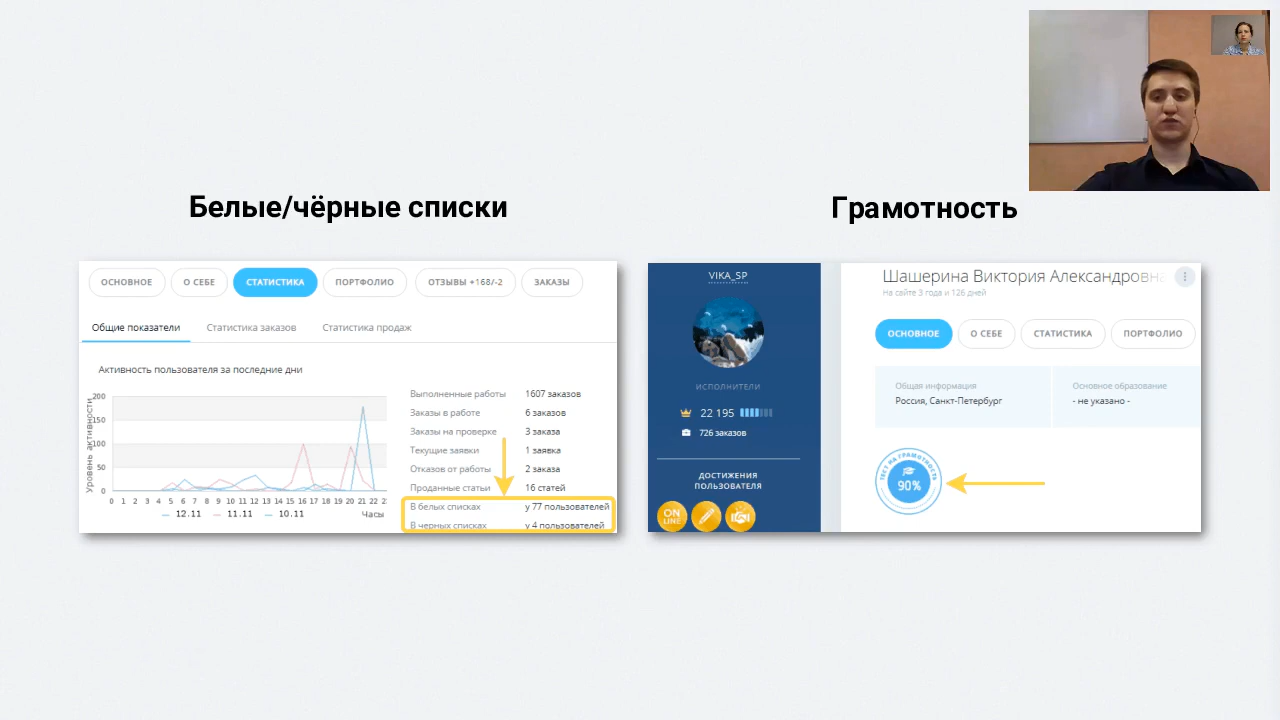 Белые/чёрные списки
ОСНОВНОЕ О СЕБЕ СТАТИСТИКА ПОРТФОЛИО ОТЗЫВЫ +168/-2 ЗАКАЗЫ
Общие показатели Статистика заказов Статистика продаж
Активность пользователя за последние дни
Уровень активности
200
150
100
50
0
0 1 2 3 4 5 6 7 8 9 10 11 12 13 14 15 16 17 18 19 20 21 22 2
12.11 11.11 10.11 Часы
Выполненные работы 1607 заказов
Заказы в работе 6 заказов
Заказы на проверке 3 заказа
Текущие заявки 1 заявка
Отказов от работы 2 заказа
Проданные статьи 16 статей
В белых списках у 77 пользователей
В черных списках у 4 пользователей
Грамотность
VIKA_SP
ИСПОЛНИТЕЛИ
22 195
726 заказов
ДОСТИЖЕНИЯ
ПОЛЬЗОВАТЕЛЯ
ON
LINE
Шашерина Виктория Александровна
На сайте 3 года и 126 дней
ОСНОВНОЕ О СЕБЕ СТАТИСТИКА ПОРТФОЛИО
Общая информация Основное образование
Россия, Санкт-Петербург - не указано -
ТЕСТ НА ГРАМОТНОСТЬ
90%